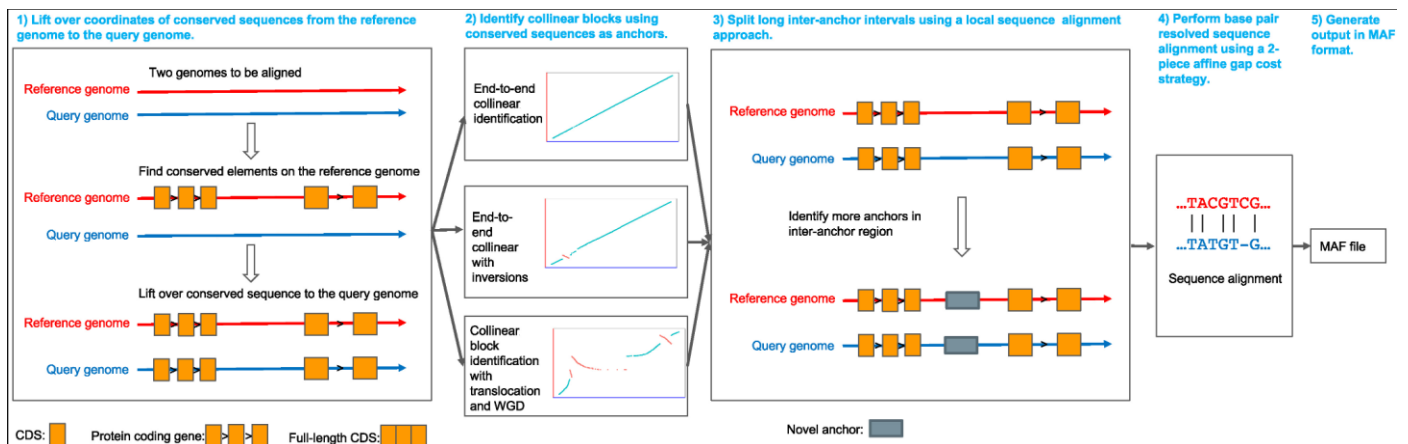 1) Lift over coordinates of conserved sequences from the reference
genome to the query genome.
Two genomes to be aligned
Reference genome
Query genome
Find conserved elements on the reference genome
Reference genome
Query genome
Lift over conserved sequence to the query genome
Reference genome
Query genome
CDS:
Protein coding gene:
Full-length CDS:
2) Identify collinear blocks using
conserved sequences as anchors.
End-to-end
collinear
identification
End-to-
end
collinear
with
inversions
Collinear
block
identification
with
translocation
and WGD
3) Split long inter-anchor intervals using a local sequence alignment
approach.
Reference genome
Query genome
Identify more anchors in
inter-anchor region
Reference genome
Query genome
Novel anchor:
4) Perform base pair
resolved sequence
alignment using a 2-
piece affine gap cost
strategy.
...TACGTCG...
...TATGT-G...
Sequence alignment
5) Generate
output in MAF
format.
MAF file